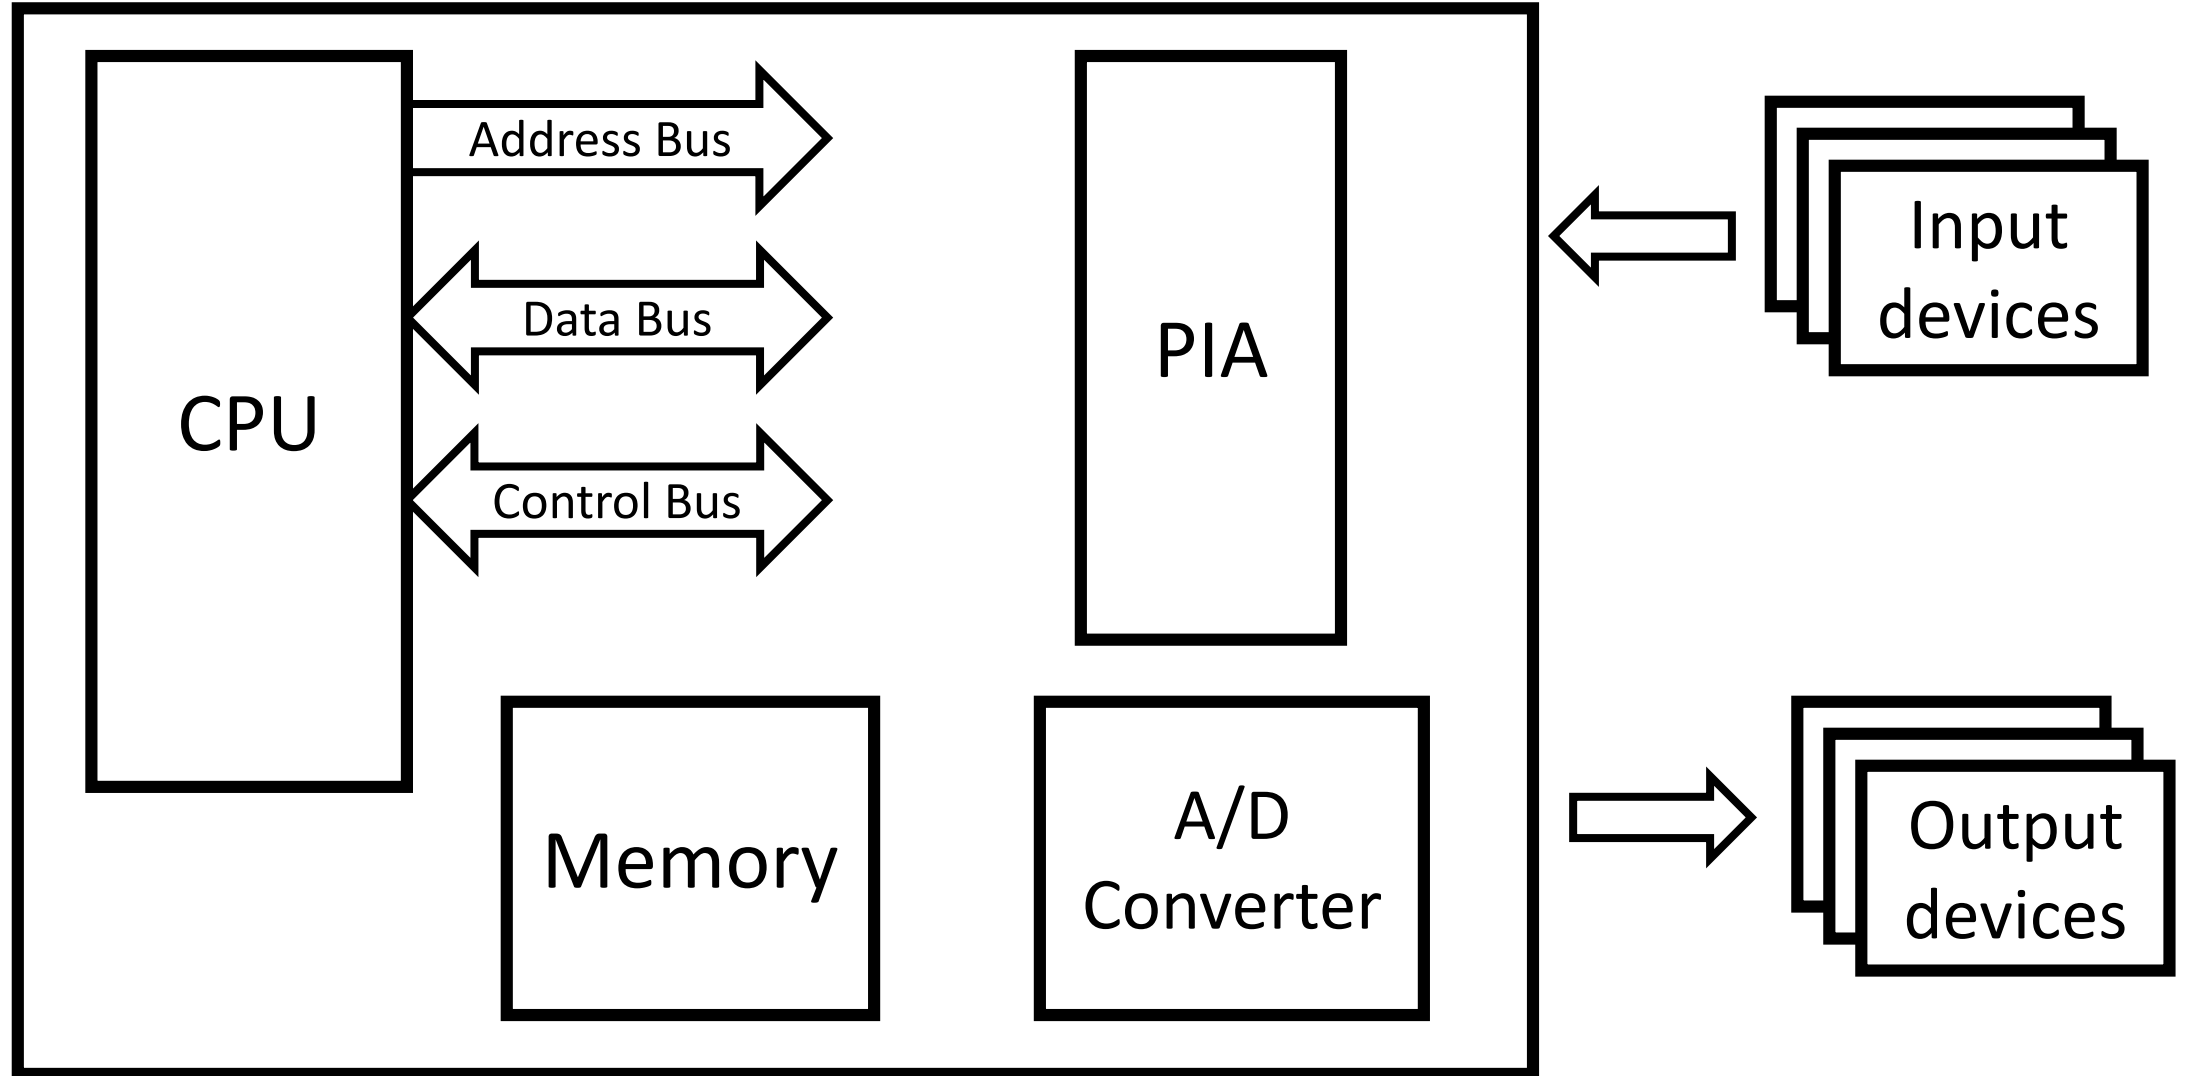 CPU
Address Bus
Data Bus
Control Bus
PIA
Memory
A/D
Converter
Input
devices
Output
devices